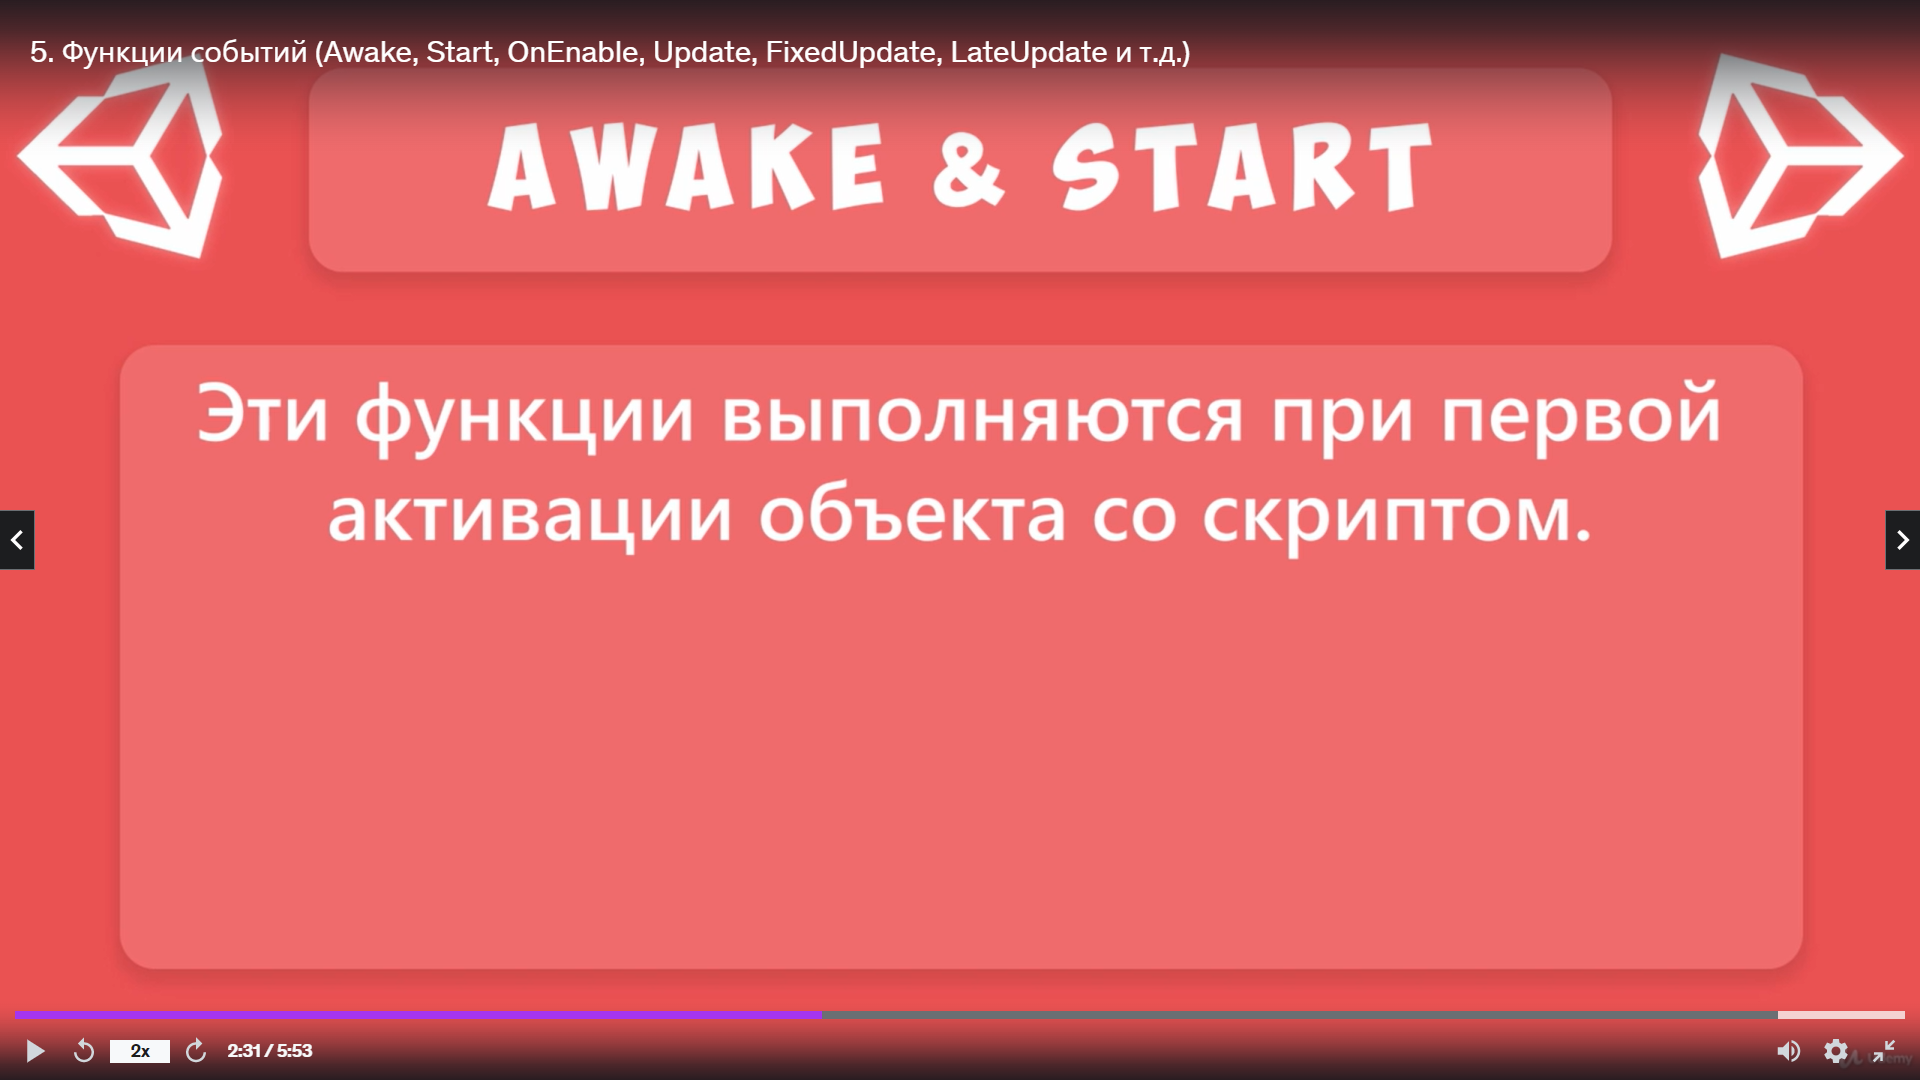 5. Функции событий (Awake, Start, OnEnable, Update, FixedUpdate, LateUpdate и т.д.)
AWAKE & START
Эти функции выполняются при первой
активации объекта со скриптом.
2x
2:31 / 5:53
Udemy